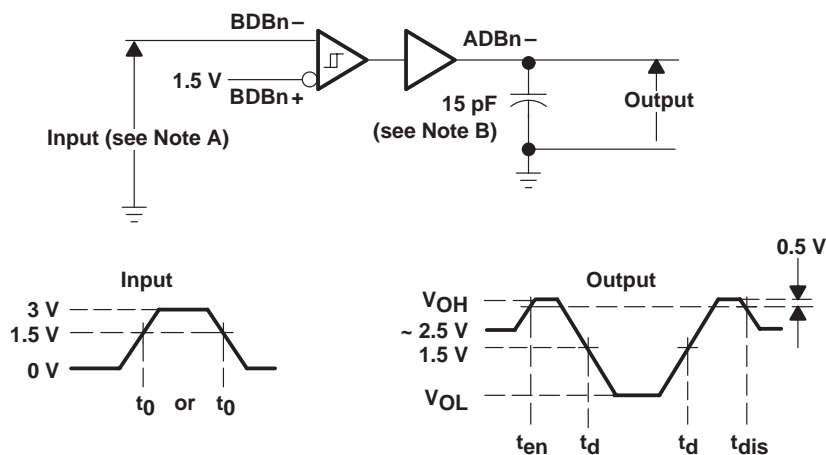 BDBn−
ADBn−
1.5 V
BDBn+
15 pF
(see Note B)
Output
Input (see Note A)
0.5 V
Input
Output
3 V
1.5 V
0 V
t0 or t0
VOH
~ 2.5 V
1.5 V
VOL
ten td td tdis